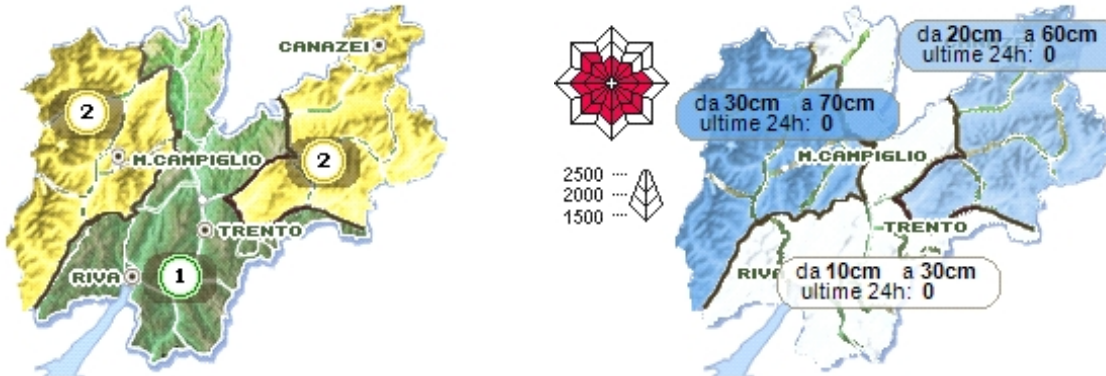 CANAZEI
2
M.CAMPIGLIO
2
TRENTO
RIVA
1
da 20cm a 60cm
ultime 24h: 0
da 30cm a 70cm
ultime 24h: 0
M.CAMPIGLIO
2500
2000
1500
TRENTO
RIVA
da 10cm a 30cm
ultime 24h: 0